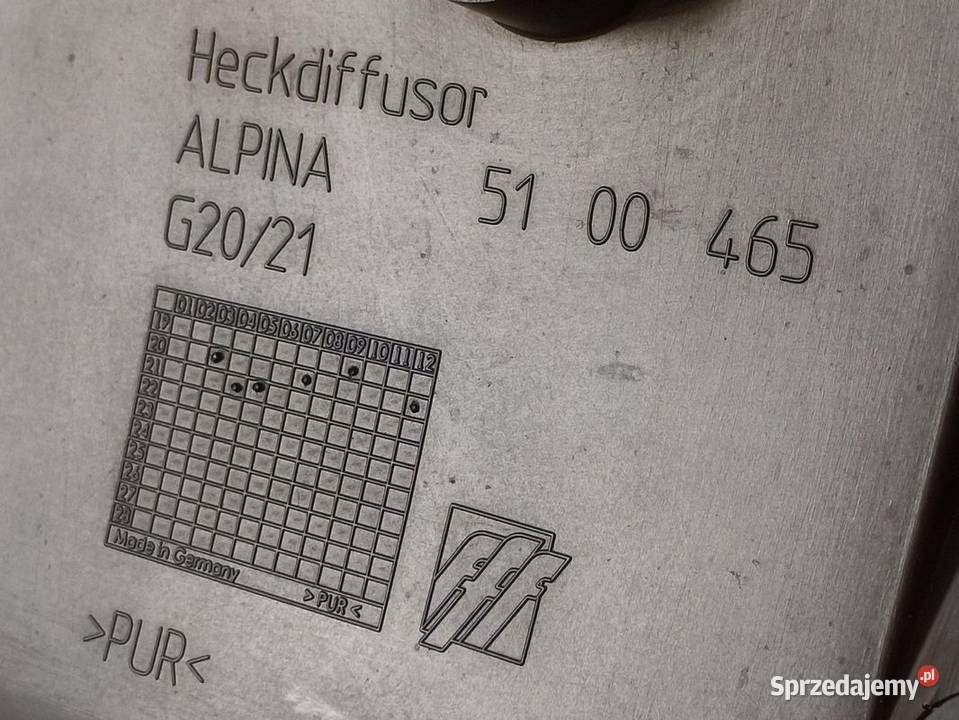 Heckdiffusor
ALPINA
51 00 465
G20/21
01 02 03 04 05 06 07 08 09 10 11 12
19
20
21
22
23
24
25
26
27
28
Made in Germany
>PUR<
>PUR<
Sprzedajemy.pl